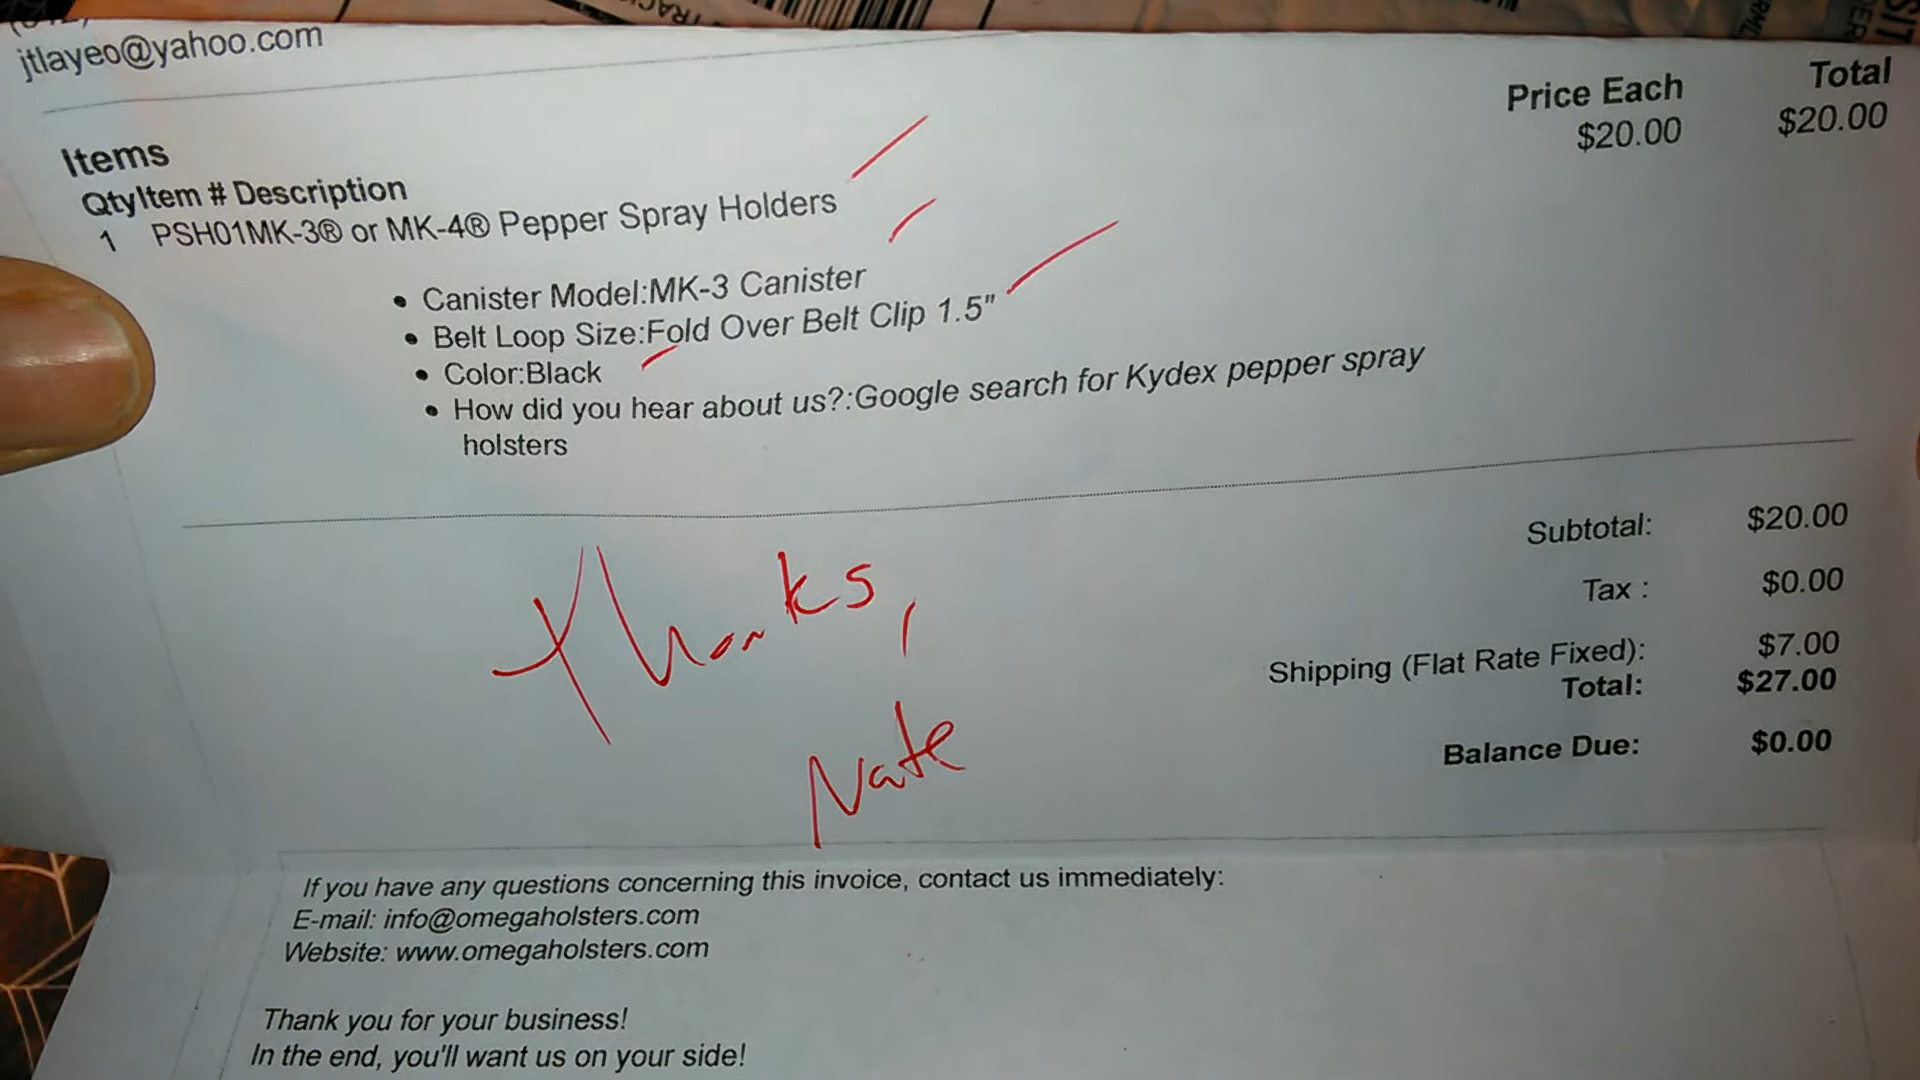 jtlayeo@yahoo.com
Price Each Total
$20.00 $20.00
Items
QtyItem # Description
1 PSH01MK-3® or MK-4® Pepper Spray Holders
• Canister Model:MK-3 Canister
• Belt Loop Size:Fold Over Belt Clip 1.5"
• Color:Black
• How did you hear about us?:Google search for Kydex pepper spray
holsters
Subtotal: $20.00
Tax : $0.00
Shipping (Flat Rate Fixed): $7.00
Total: $27.00
Balance Due: $0.00
Thanks,
Nate
If you have any questions concerning this invoice, contact us immediately:
E-mail: info@omegaholsters.com
Website: www.omegaholsters.com
Thank you for your business!
In the end, you'll want us on your side!